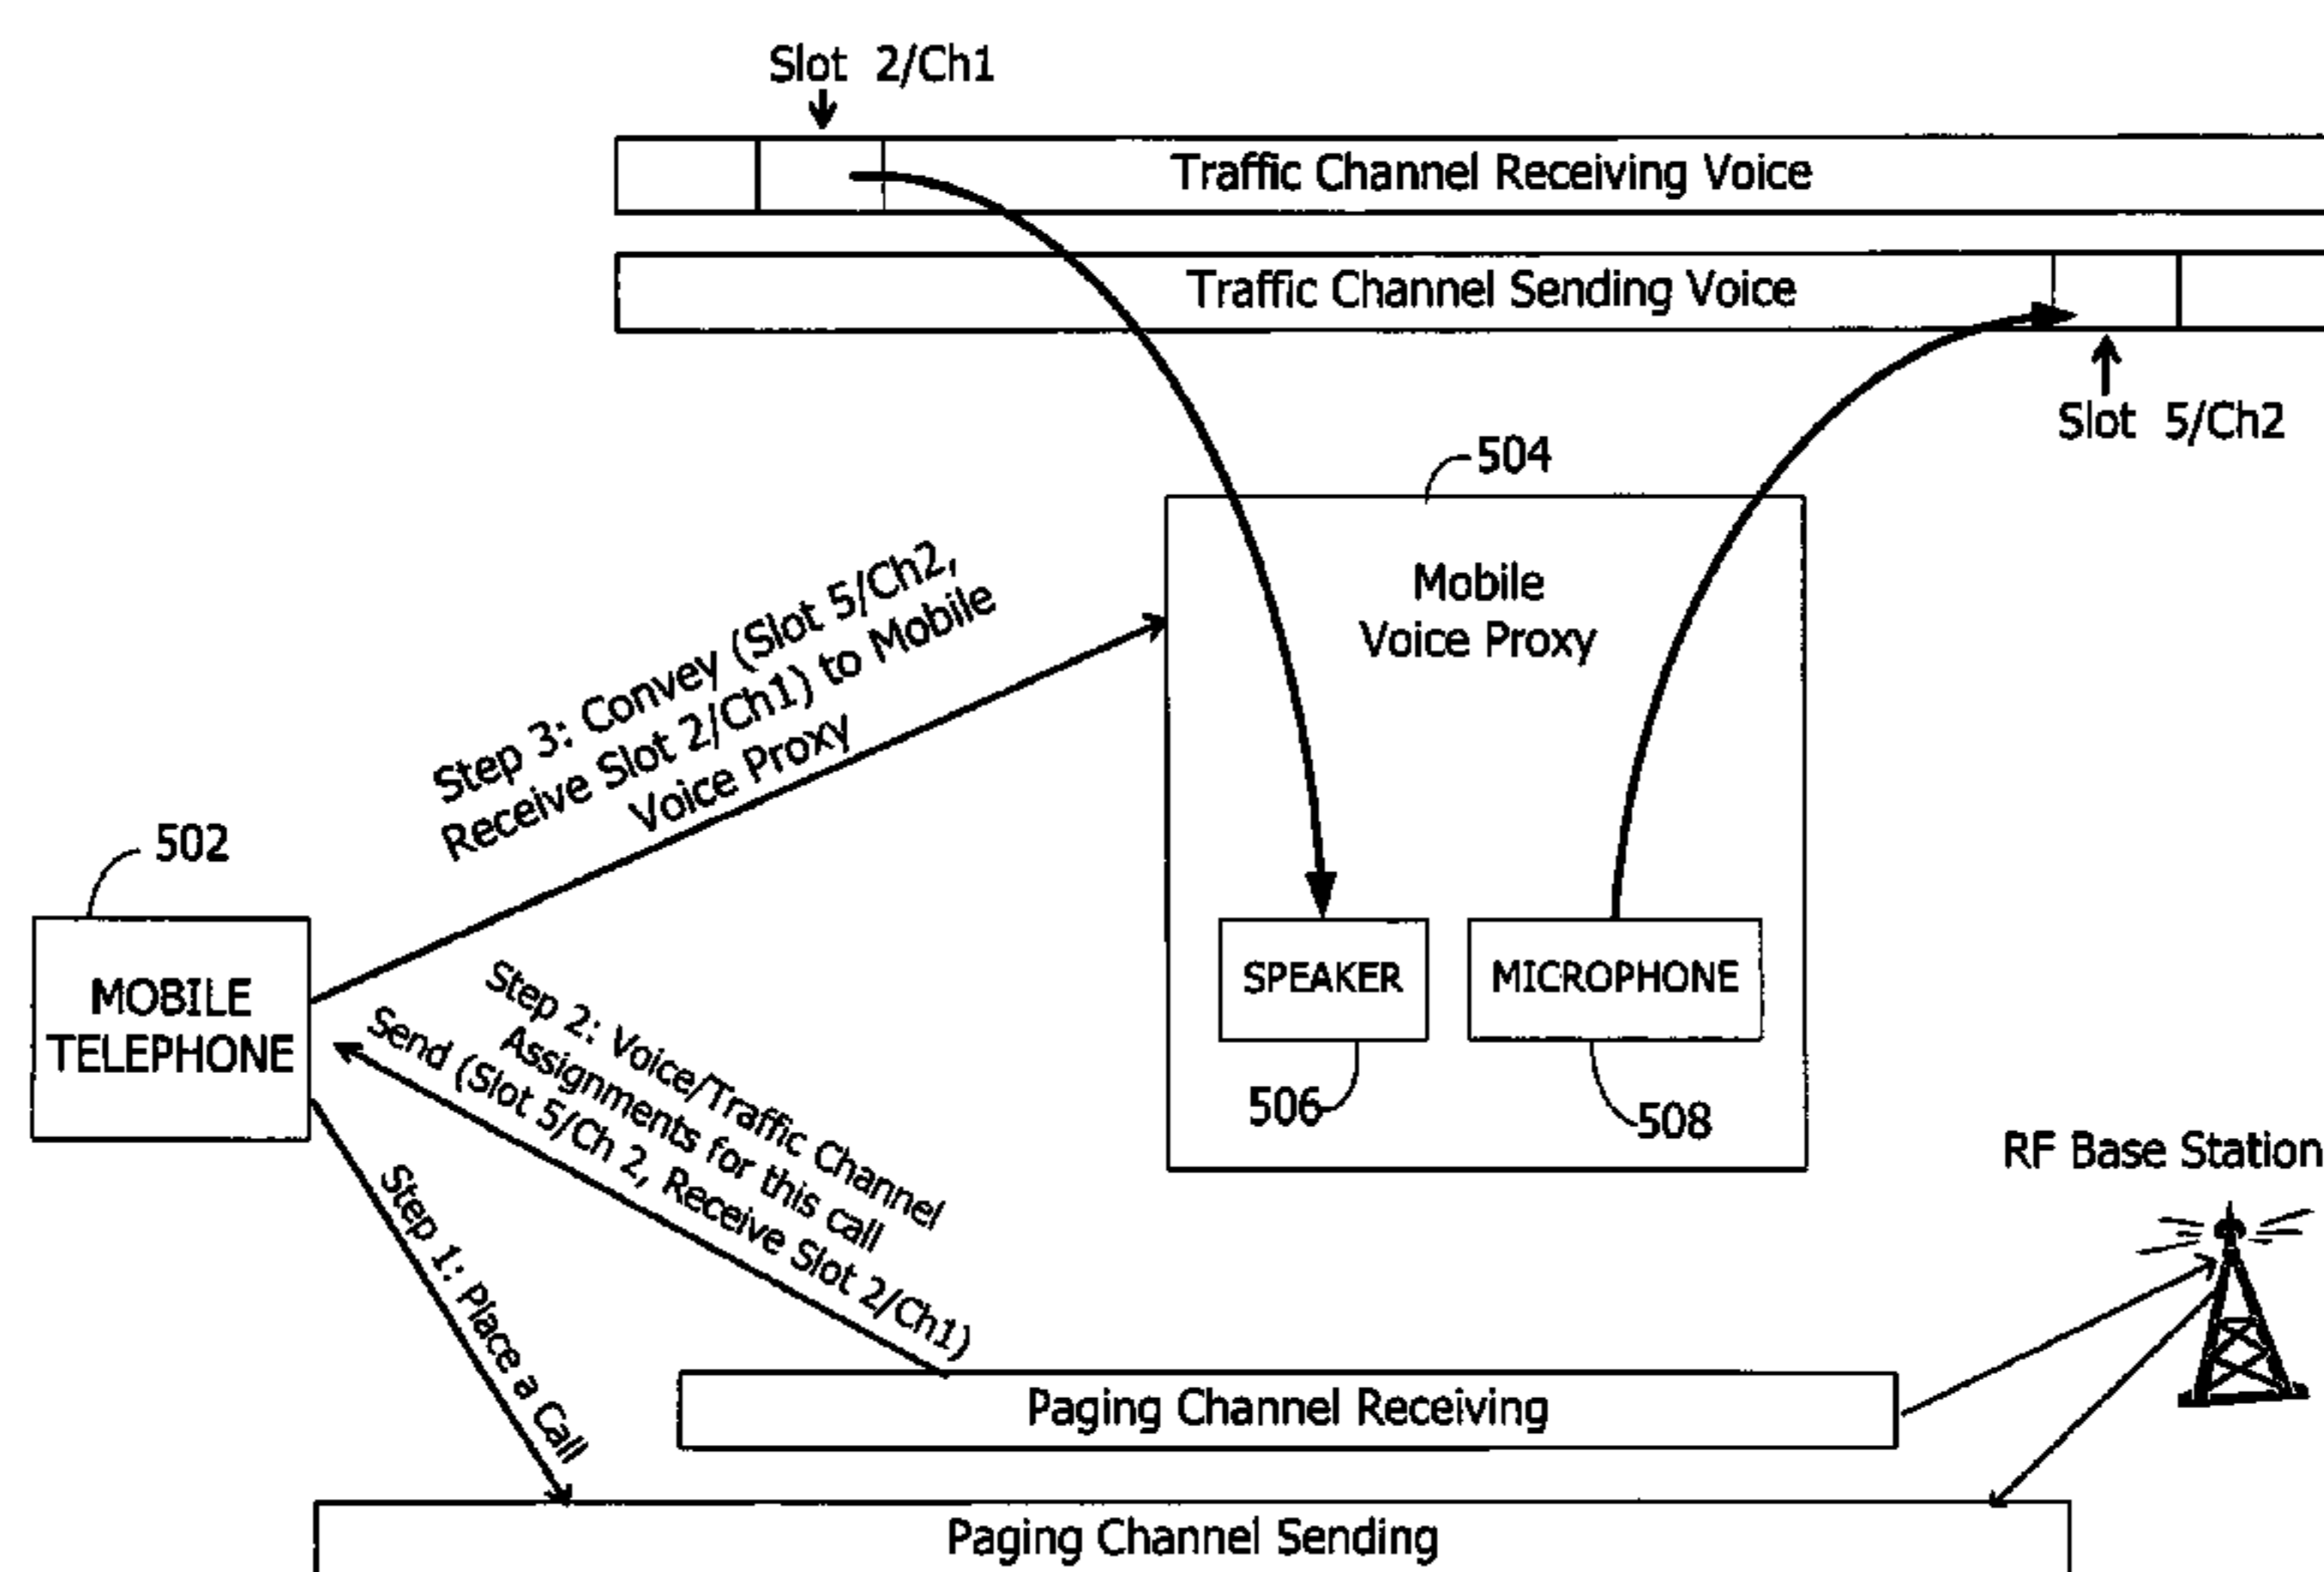 Slot 2/Ch1
Traffic Channel Receiving Voice
Traffic Channel Sending Voice
Slot 5/Ch2
504
Mobile
Voice Proxy
Step 3: Convey (Slot 5/Ch2,
Receive Slot 2/Ch1) to Mobile
Voice Proxy
502
MOBILE
TELEPHONE
SPEAKER
MICROPHONE
506
508
Step 2: Voice/Traffic Channel
Assignments for this call
Send (Slot 5/Ch 2, Receive Slot 2/Ch1)
Step 1: Place a Call
RF Base Station
Paging Channel Receiving
Paging Channel Sending